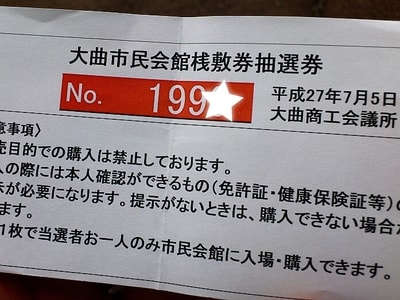 大曲市民会館桟敷券抽選券
No. 199
平成27年7月5日
大曲商工会議所
意事項〉
売目的での購入は禁止しております。
人の際には本人確認ができるもの(免許証・健康保険証等)の
示が必要になります。提示がないときは、購入できない場合が
ます。
1枚で当選者お一人のみ市民会館に入場・購入できます。